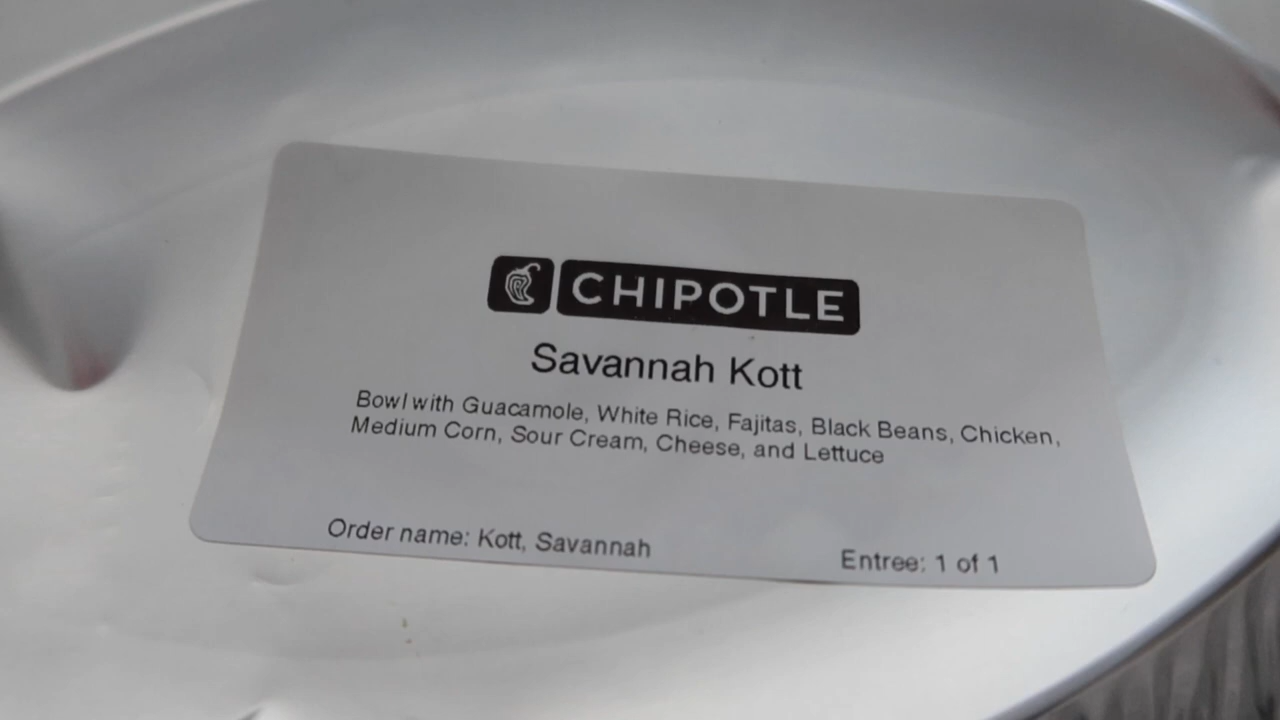 CHIPOTLE
Savannah Kott
Bowl with Guacamole, White Rice, Fajitas, Black Beans, Chicken,
Medium Corn, Sour Cream, Cheese, and Lettuce
Order name: Kott, Savannah
Entree: 1 of 1